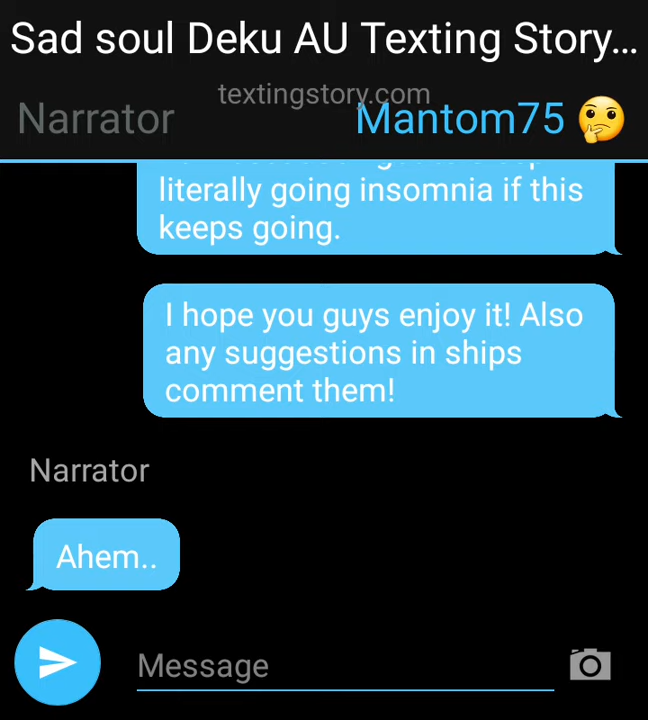 Sad soul Deku AU Texting Story...
textingstory.com
Narrator
Mantom75 🤔
literally going insomnia if this
keeps going.
I hope you guys enjoy it! Also
any suggestions in ships
comment them!
Narrator
Ahem..
Message